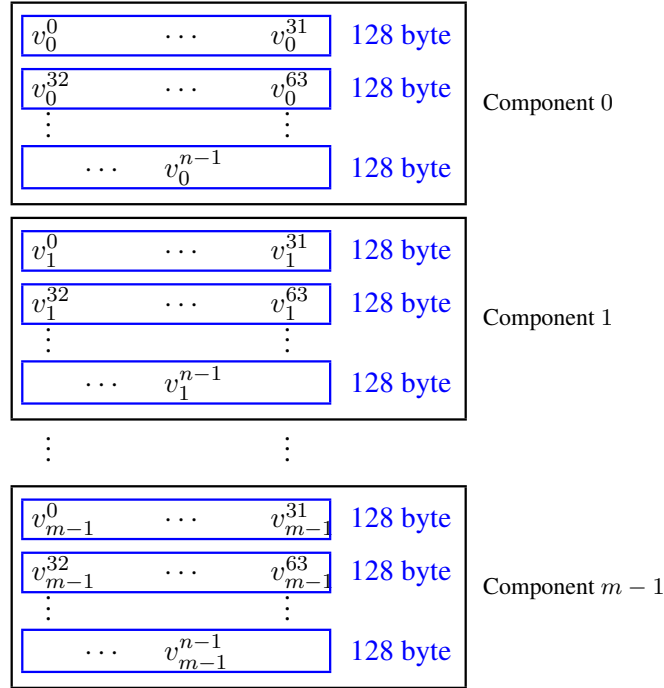 v_0^0 ⋯ v_0^{31} 128 byte
v_0^{32} ⋯ v_0^{63} 128 byte
⋮ ⋮
Component 0
⋯ v_0^{n−1} 128 byte
v_1^0 ⋯ v_1^{31} 128 byte
v_1^{32} ⋯ v_1^{63} 128 byte
⋮ ⋮
Component 1
⋯ v_1^{n−1} 128 byte
⋮ ⋮
v_{m−1}^0 ⋯ v_{m−1}^{31} 128 byte
v_{m−1}^{32} ⋯ v_{m−1}^{63} 128 byte
⋮ ⋮
Component m − 1
⋯ v_{m−1}^{n−1} 128 byte